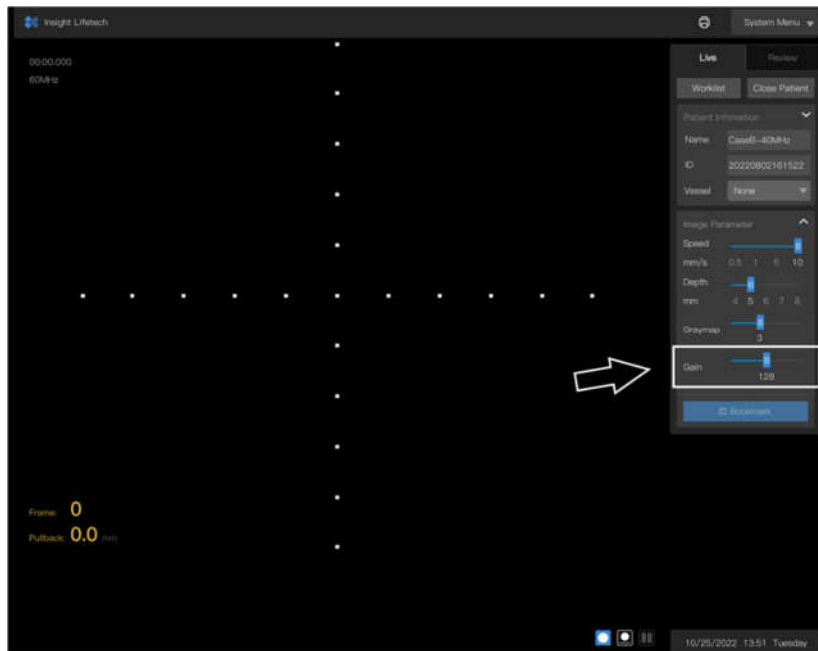 Insight Lifetech
System Menu
00:00.000
60MHz
Live Review
Worklist Close Patient
Patient Infomation
Name CaseB-40MHz
ID 20220802161522
Vessel None
Image Parameter
Speed
mm/s 0.5 1 6 10
Depth
mm 4 5 6 7 8
Graymap
3
Gain
128
Bookmark
Frame: 0
Pullback: 0.0 mm
10/25/2022 13:51 Tuesday